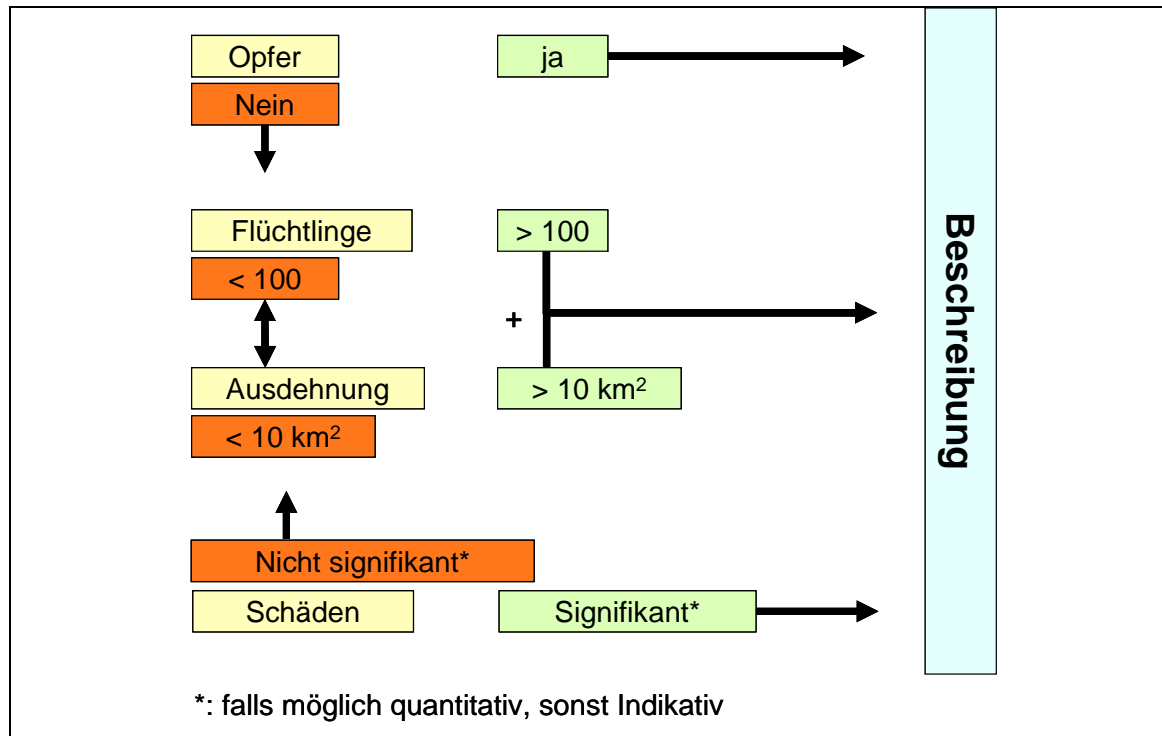 Opfer
ja
Nein
Flüchtlinge
> 100
< 100
+
Ausdehnung
> 10 km²
< 10 km²
Nicht signifikant*
Schäden
Signifikant*
Beschreibung
*: falls möglich quantitativ, sonst Indikativ